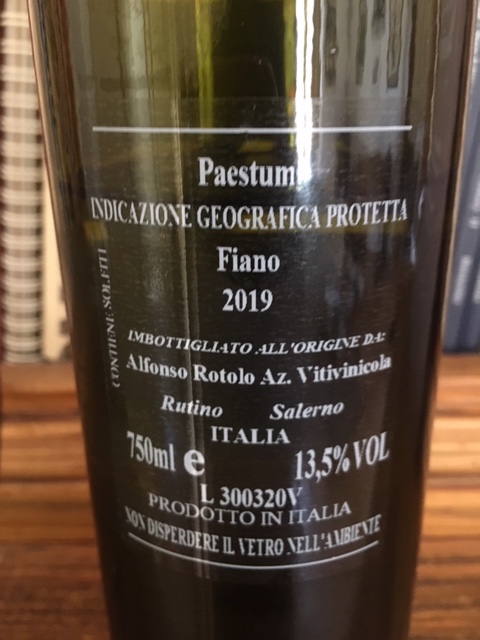 Paestum
INDICAZIONE GEOGRAFICA PROTETTA
Fiano
2019
CONTIENE SOLFITI
IMBOTTIGLIATO ALL'ORIGINE DA:
Alfonso Rotolo Az. Vitivinicola
Rutino Salerno
ITALIA
750ml e 13,5% VOL
L 300320V
PRODOTTO IN ITALIA
NON DISPERDERE IL VETRO NELL'AMBIENTE